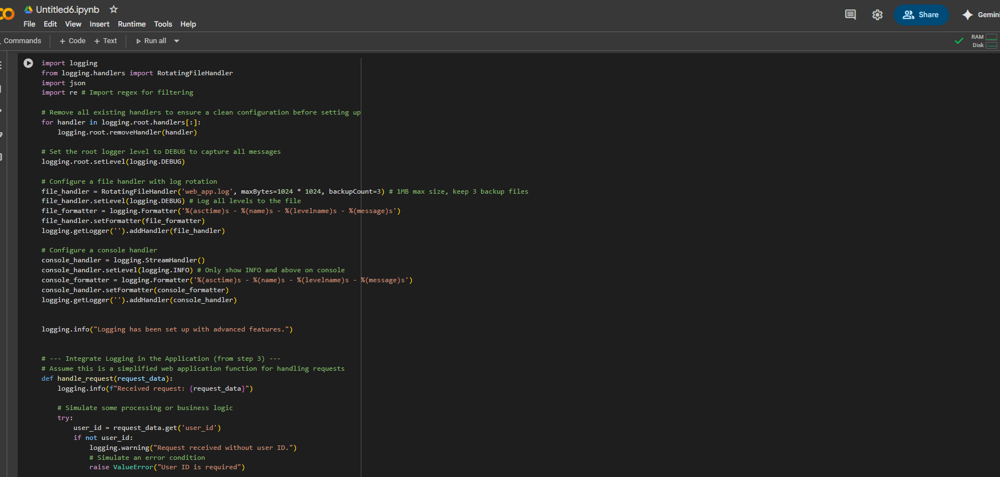 Untitled6.ipynb
File Edit View Insert Runtime Tools Help
Share
Gemini
Commands + Code + Text Run all
RAM
Disk
import logging
from logging.handlers import RotatingFileHandler
import json
import re # Import regex for filtering
# Remove all existing handlers to ensure a clean configuration before setting up
for handler in logging.root.handlers[:]:
    logging.root.removeHandler(handler)
# Set the root logger level to DEBUG to capture all messages
logging.root.setLevel(logging.DEBUG)
# Configure a file handler with log rotation
file_handler = RotatingFileHandler('web_app.log', maxBytes=1024 * 1024, backupCount=3) # 1MB max size, keep 3 backup files
file_handler.setLevel(logging.DEBUG) # Log all levels to the file
file_formatter = logging.Formatter('%(asctime)s - %(name)s - %(levelname)s - %(message)s')
file_handler.setFormatter(file_formatter)
logging.getLogger('').addHandler(file_handler)
# Configure a console handler
console_handler = logging.StreamHandler()
console_handler.setLevel(logging.INFO) # Only show INFO and above on console
console_formatter = logging.Formatter('%(asctime)s - %(name)s - %(levelname)s - %(message)s')
console_handler.setFormatter(console_formatter)
logging.getLogger('').addHandler(console_handler)
logging.info("Logging has been set up with advanced features.")
# --- Integrate Logging in the Application (from step 3) ---
# Assume this is a simplified web application function for handling requests
def handle_request(request_data):
    logging.info(f"Received request: {request_data}")
    # Simulate some processing or business logic
    try:
        user_id = request_data.get('user_id')
        if not user_id:
            logging.warning("Request received without user ID.")
            # Simulate an error condition
            raise ValueError("User ID is required")